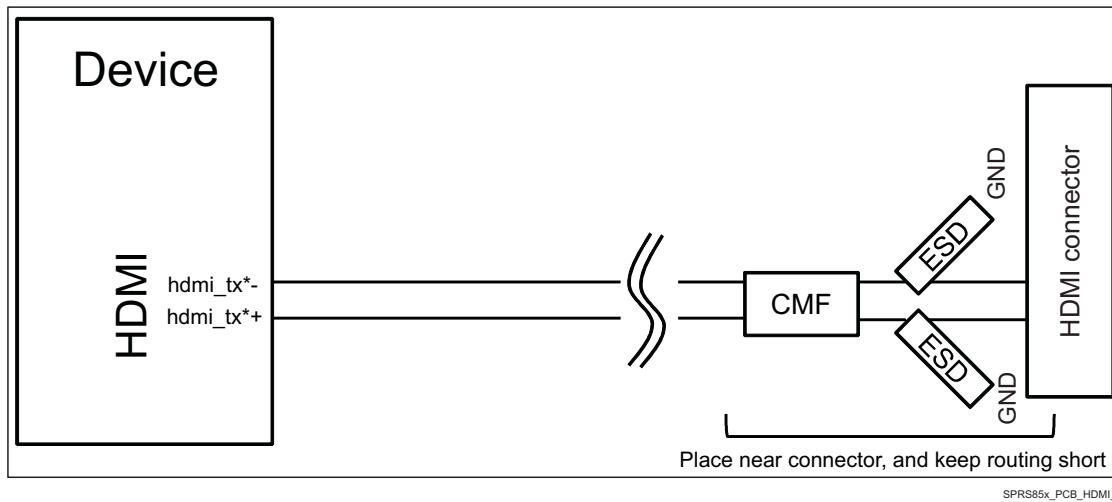 Device
HDMI
hdmi_tx*-
hdmi_tx*+
CMF
ESD
GND
ESD
GND
HDMI connector
Place near connector, and keep routing short
SPRS85x_PCB_HDMI_